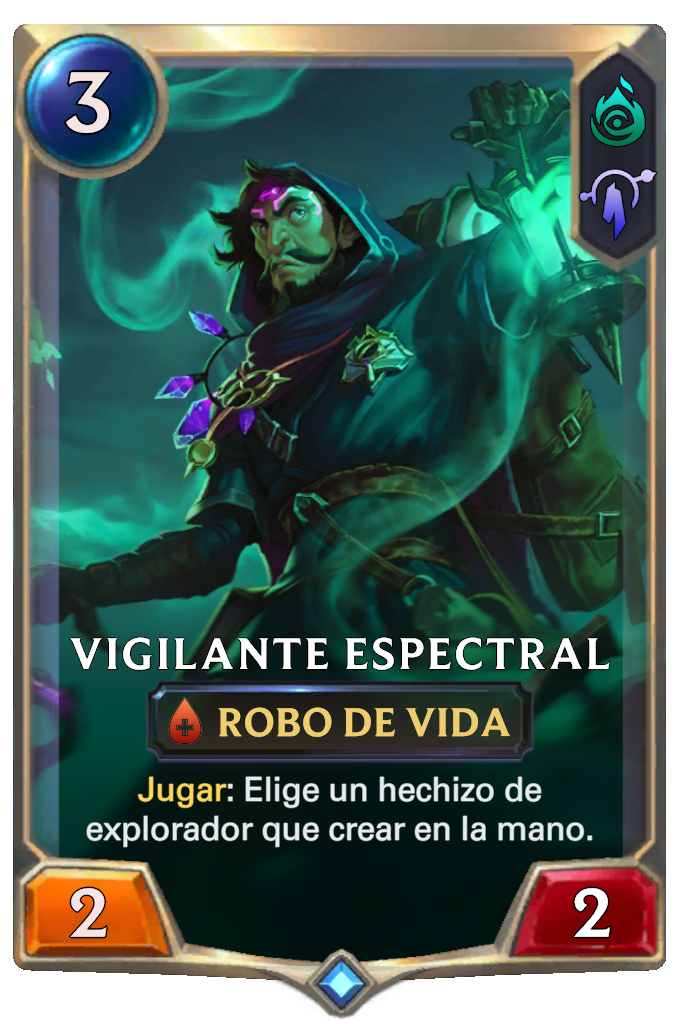 3
VIGILANTE ESPECTRAL
ROBO DE VIDA
Jugar: Elige un hechizo de
explorador que crear en la mano.
2
2